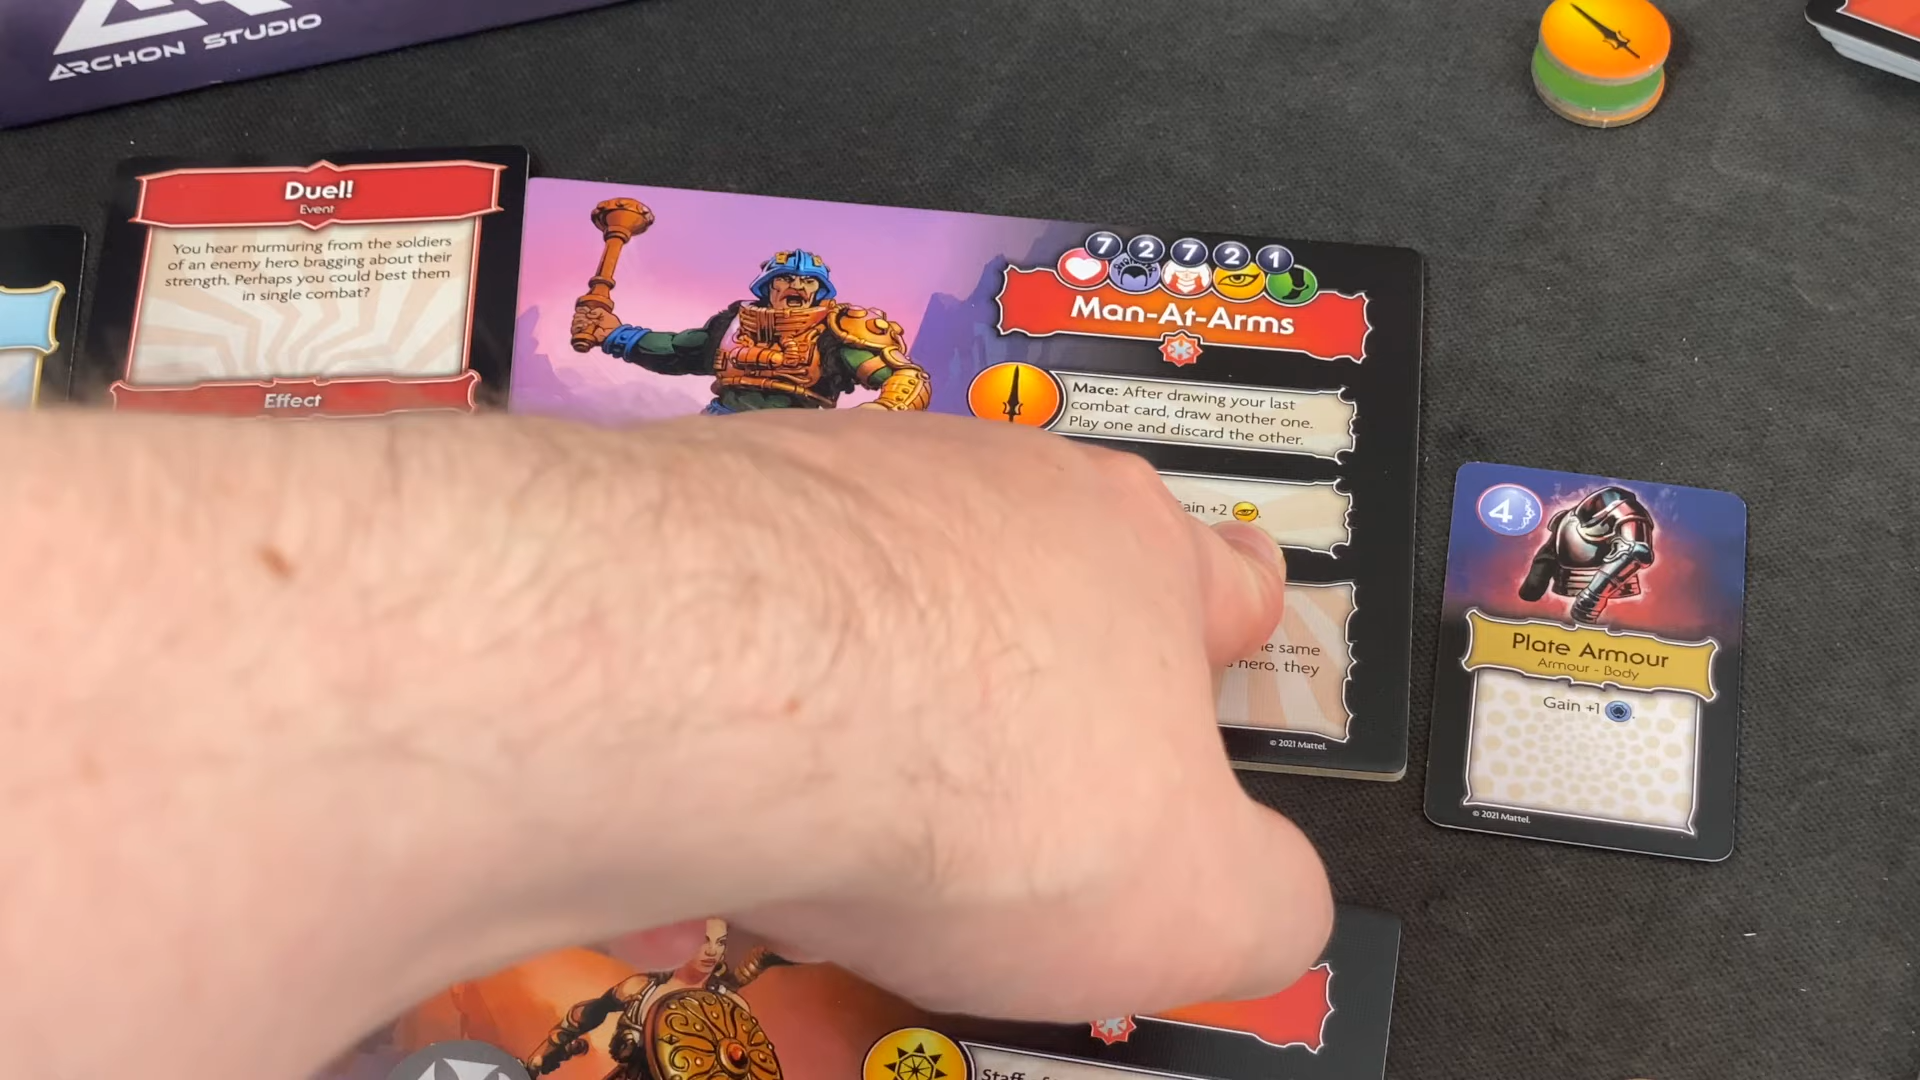 ARCHON STUDIO
Duel!
Event
You hear murmuring from the soldiers
of an enemy hero bragging about their
strength. Perhaps you could best them
in single combat?
Effect
7 2 7 2 1
Man-At-Arms
Mace: After drawing your last
combat card, draw another one.
Play one and discard the other.
+2
same
hero, they
© 2021 Mattel.
4
Plate Armour
Armour - Body
Gain +1
© 2021 Mattel.
Staff